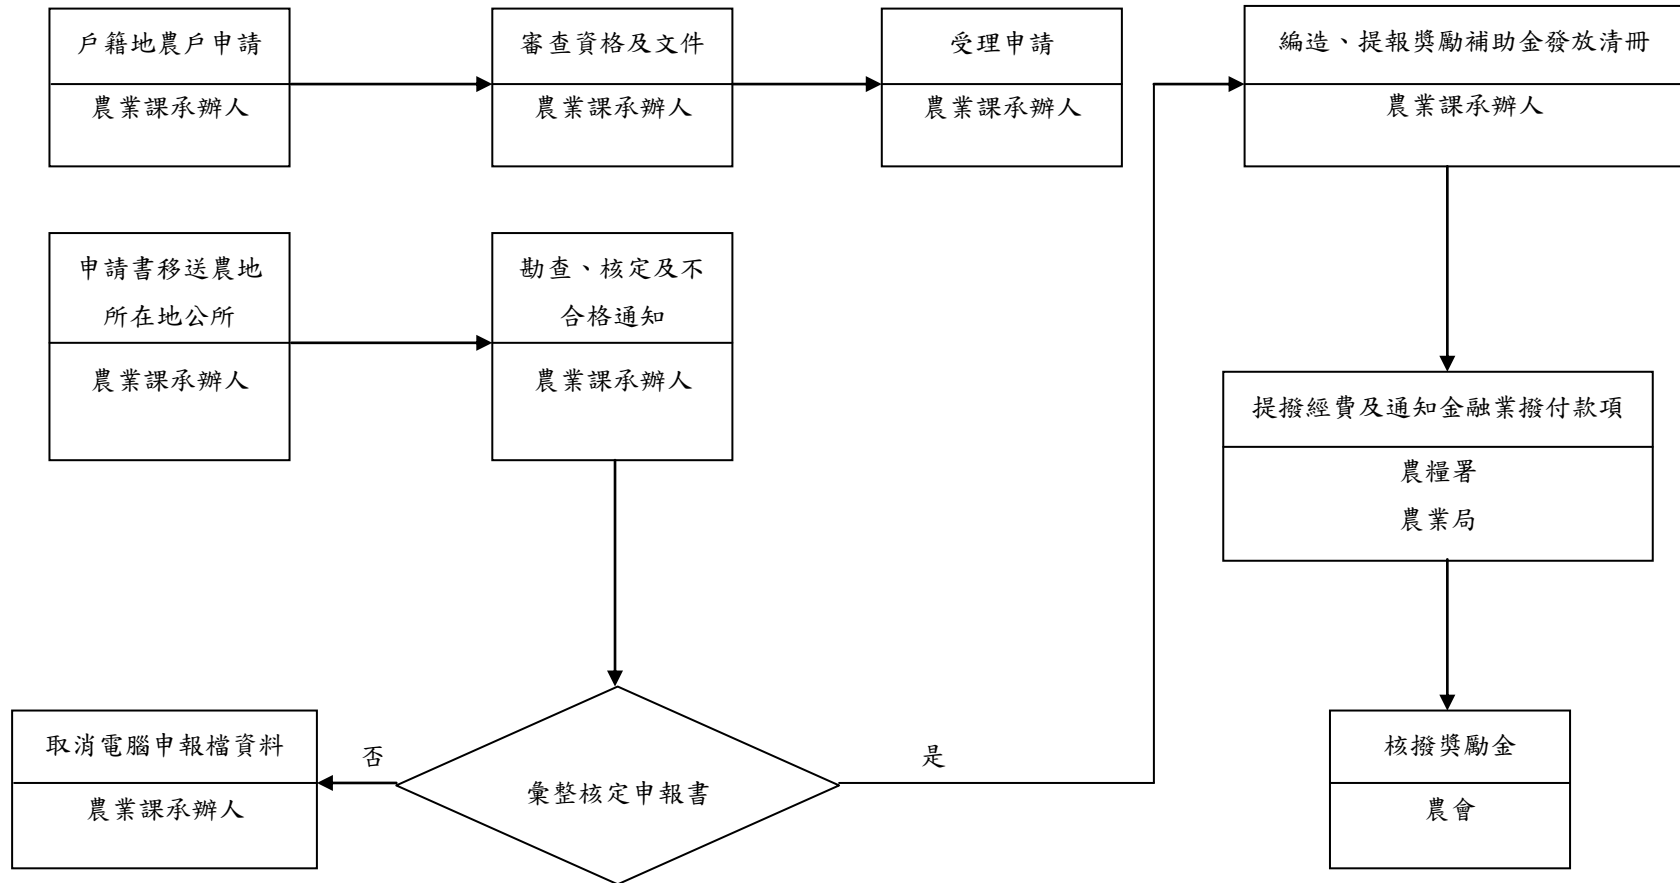 戶籍地農戶申請
農業課承辦人
審查資格及文件
農業課承辦人
受理申請
農業課承辦人
編造、提報獎勵補助金發放清冊
農業課承辦人
申請書移送農地
所在地公所
農業課承辦人
勘查、核定及不
合格通知
農業課承辦人
提撥經費及通知金融業撥付款項
農糧署
農業局
取消電腦申報檔資料
農業課承辦人
否
彙整核定申報書
是
核撥獎勵金
農會